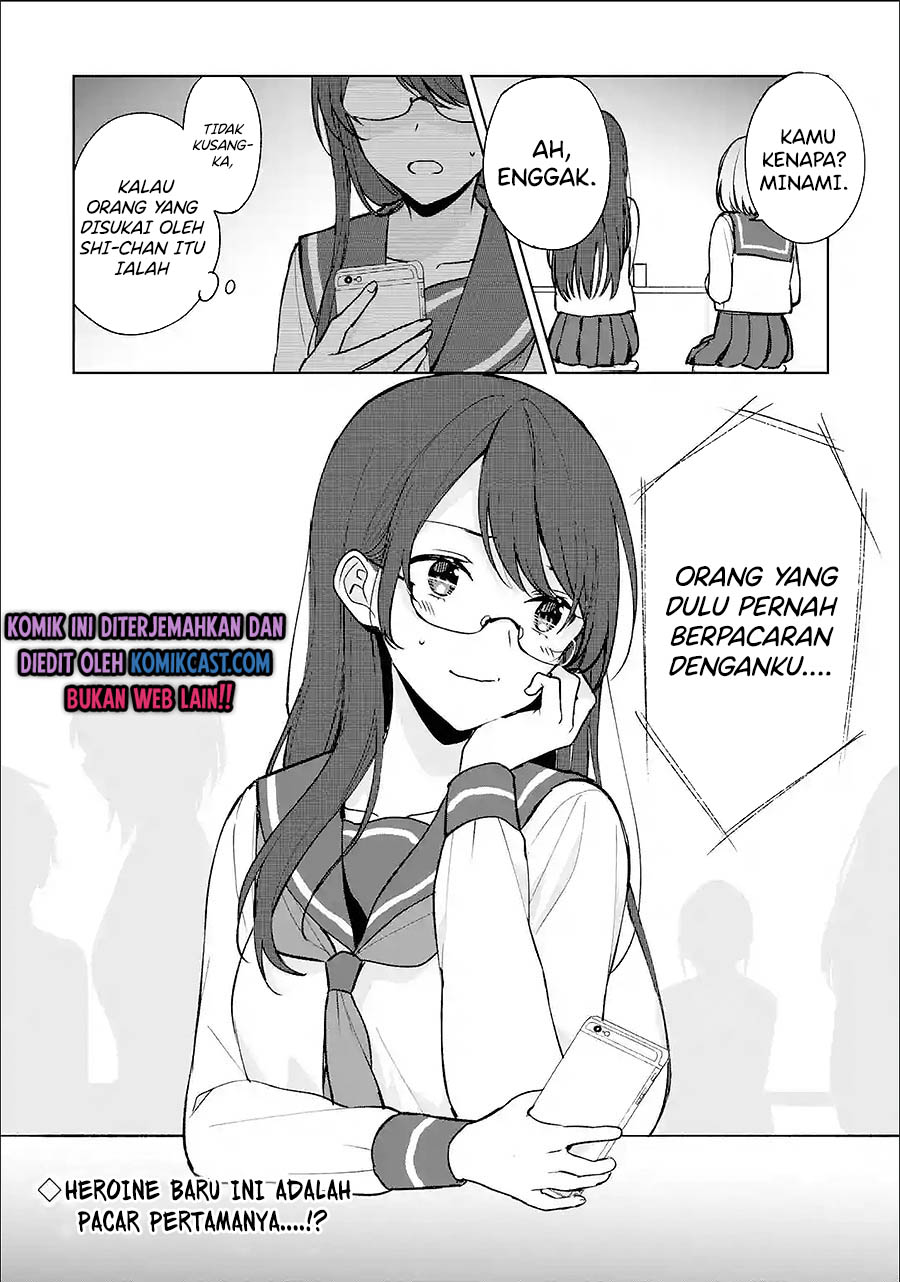 KAMU
KENAPA?
MINAMI.
AH,
ENGGAK.
TIDAK
KUSANG-
KA,
KALAU
ORANG YANG
DISUKAI OLEH
SHI-CHAN ITU
IALAH
ORANG YANG
DULU PERNAH
BERPACARAN
DENGANKU....
KOMIK INI DITERJEMAHKAN DAN
DIEDIT OLEH KOMIKCAST.COM
BUKAN WEB LAIN!!
◇HEROINE BARU INI ADALAH
PACAR PERTAMANYA....!?